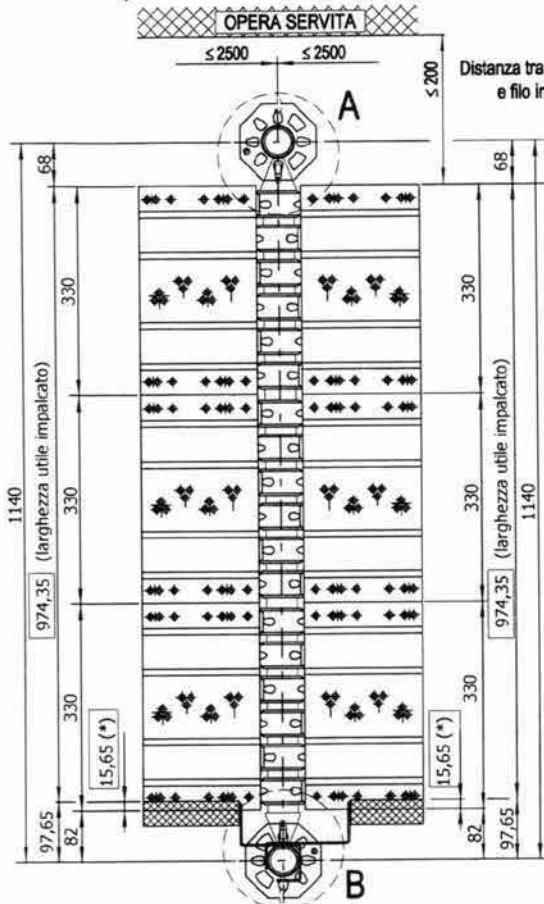 OPERA SERVITA
≤ 2500
≤ 2500
≤ 200
Distanza tra
e filo in
A
68
68
330
330
330
330
330
330
1140
974,35 (larghezza utile impalcato)
974,35 (larghezza utile impalcato)
1140
15,65 (*)
15,65 (*)
97,65
82
82
97,65
B